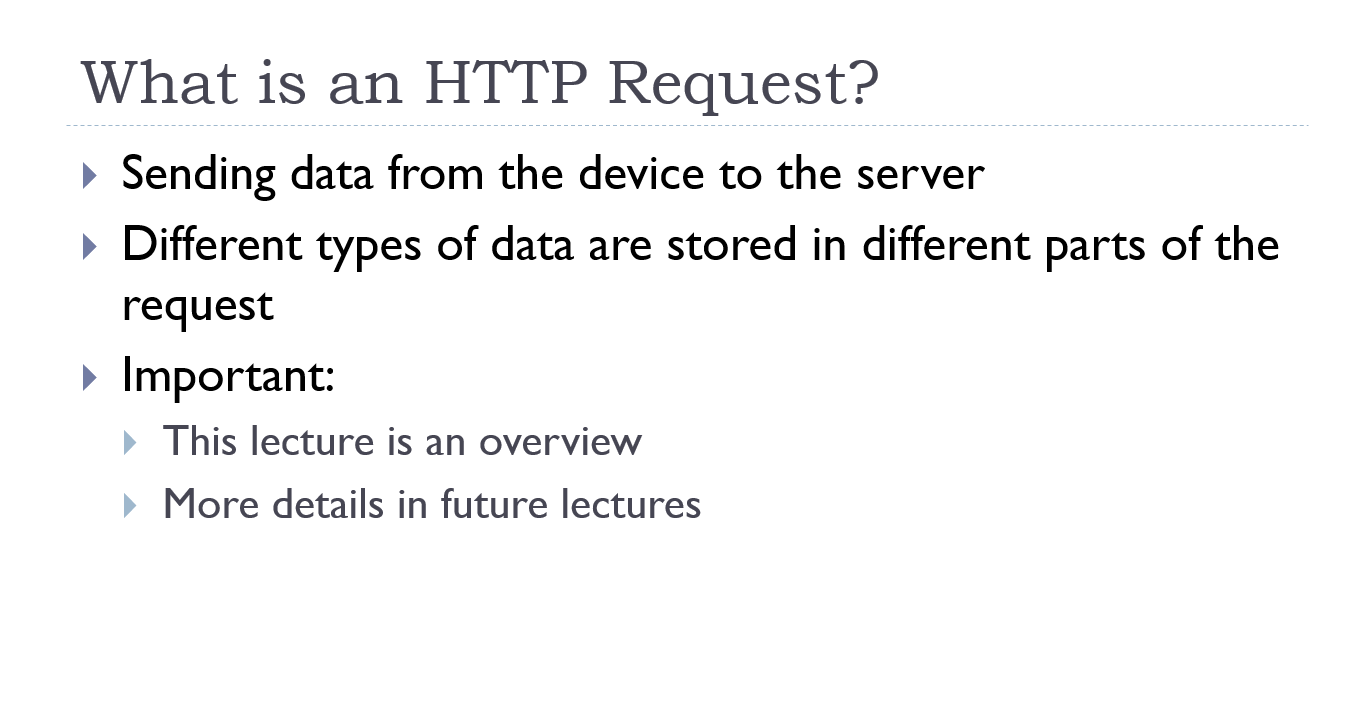 What is an HTTP Request?
Sending data from the device to the server
Different types of data are stored in different parts of the
request
Important:
This lecture is an overview
More details in future lectures